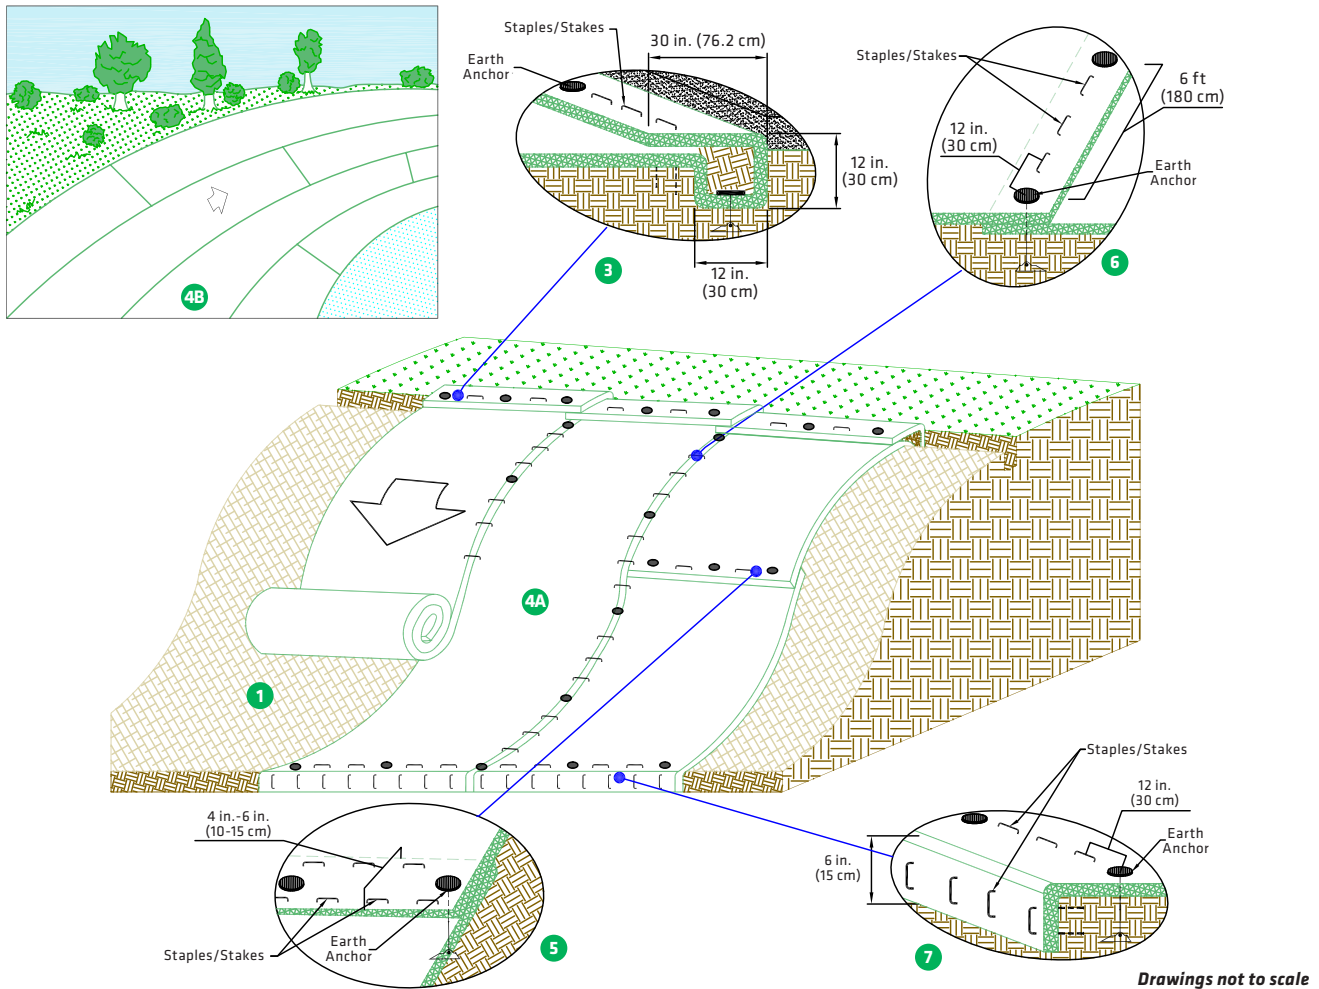 4B
Staples/Stakes
30 in. (76.2 cm)
Earth
Anchor
12 in.
(30 cm)
12 in.
(30 cm)
3
Staples/Stakes
6 ft
(180 cm)
12 in.
(30 cm)
Earth
Anchor
6
4A
1
4 in.-6 in.
(10-15 cm)
Staples/Stakes
Earth
Anchor
5
Staples/Stakes
12 in.
(30 cm)
Earth
Anchor
6 in.
(15 cm)
7
Drawings not to scale